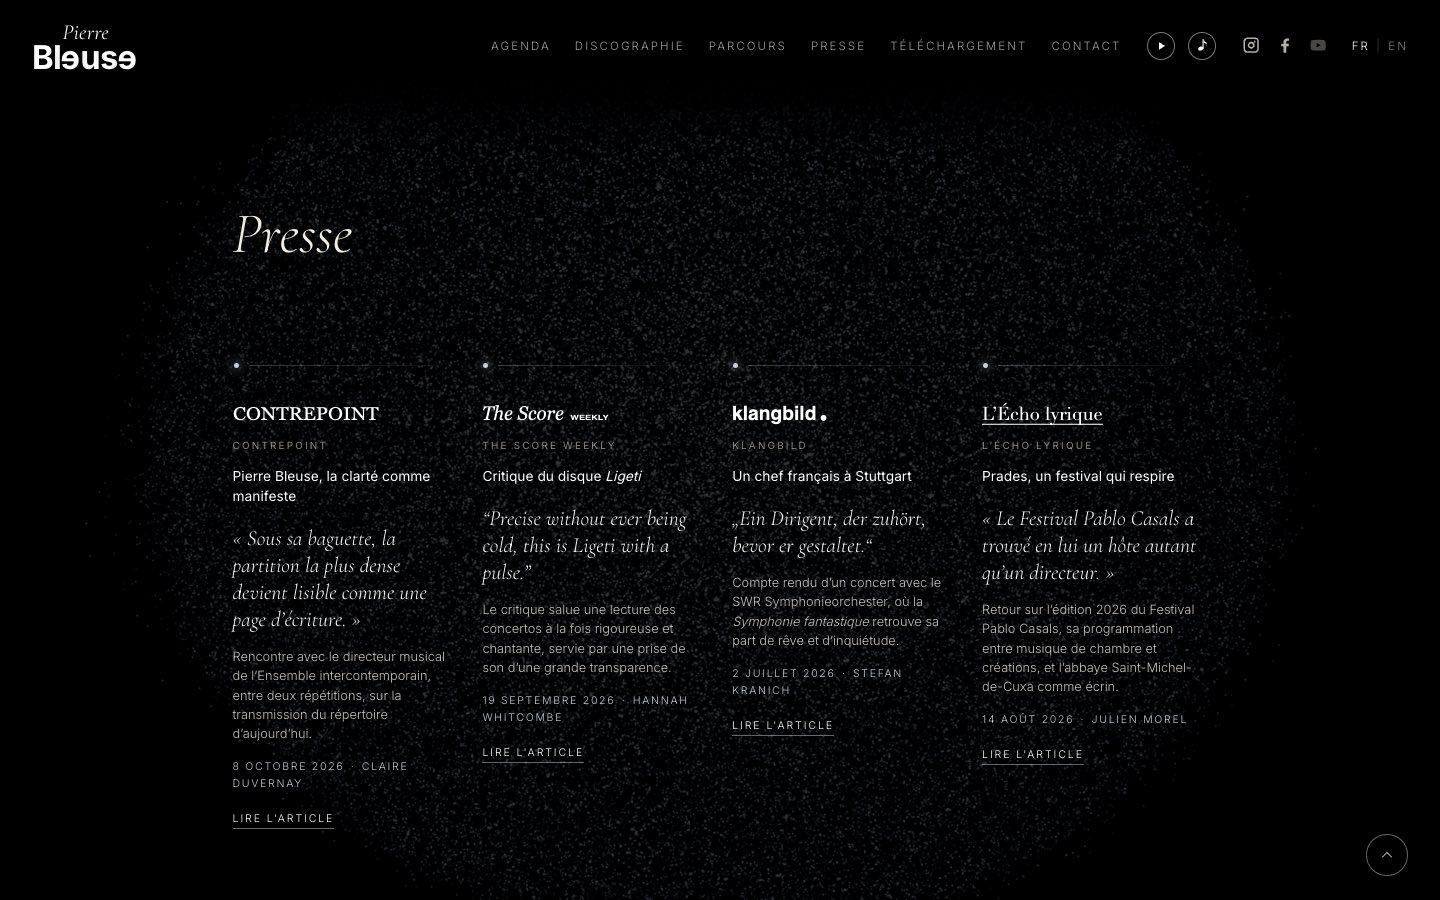 Pierre
Bleuse
AGENDA DISCOGRAPHIE PARCOURS PRESSE TÉLÉCHARGEMENT CONTACT FR EN
Presse
CONTREPOINT
CONTREPOINT
Pierre Bleuse, la clarté comme
manifeste
« Sous sa baguette, la
partition la plus dense
devient lisible comme une
page d’écriture. »
Rencontre avec le directeur musical
de l’Ensemble intercontemporain,
entre deux répétitions, sur la
transmission du répertoire
d’aujourd’hui.
8 OCTOBRE 2026 · CLAIRE
DUVERNAY
LIRE L’ARTICLE
The Score WEEKLY
THE SCORE WEEKLY
Critique du disque Ligeti
“Precise without ever being
cold, this is Ligeti with a
pulse.”
Le critique salue une lecture des
concertos à la fois rigoureuse et
chantante, servie par une prise de
son d’une grande transparence.
19 SEPTEMBRE 2026 · HANNAH
WHITCOMBE
LIRE L’ARTICLE
klangbild.
KLANGBILD
Un chef français à Stuttgart
„Ein Dirigent, der zuhört,
bevor er gestaltet.“
Compte rendu d’un concert avec le
SWR Symphonieorchester, où la
Symphonie fantastique retrouve sa
part de rêve et d’inquiétude.
2 JUILLET 2026 · STEFAN
KRANICH
LIRE L’ARTICLE
L’Écho lyrique
L’ÉCHO LYRIQUE
Prades, un festival qui respire
« Le Festival Pablo Casals a
trouvé en lui un hôte autant
qu’un directeur. »
Retour sur l’édition 2026 du Festival
Pablo Casals, sa programmation
entre musique de chambre et
créations, et l’abbaye Saint-Michel-
de-Cuxa comme écrin.
14 AOÛT 2026 · JULIEN MOREL
LIRE L’ARTICLE